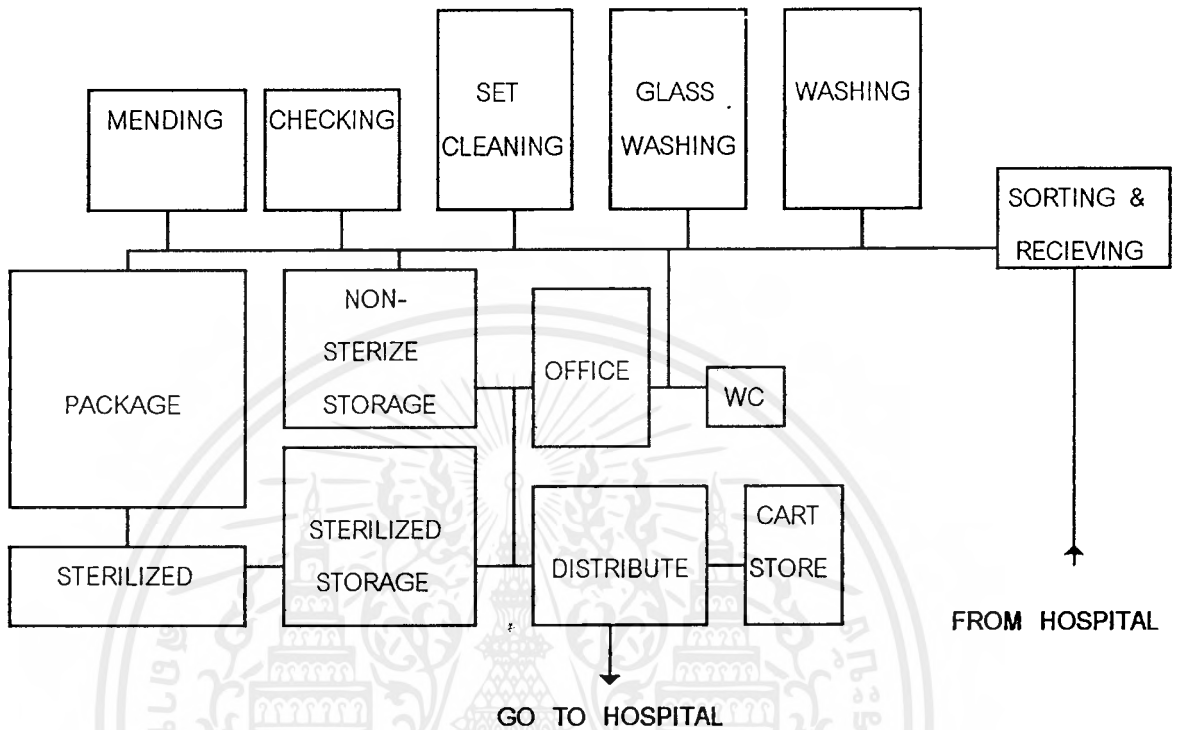 MENDING
CHECKING
SET
CLEANING
GLASS
WASHING
WASHING
SORTING &
RECIEVING
PACKAGE
NON-
STERIZE
STORAGE
OFFICE
WC
STERILIZED
STERILIZED
STORAGE
DISTRIBUTE
CART
STORE
FROM HOSPITAL
GO TO HOSPITAL